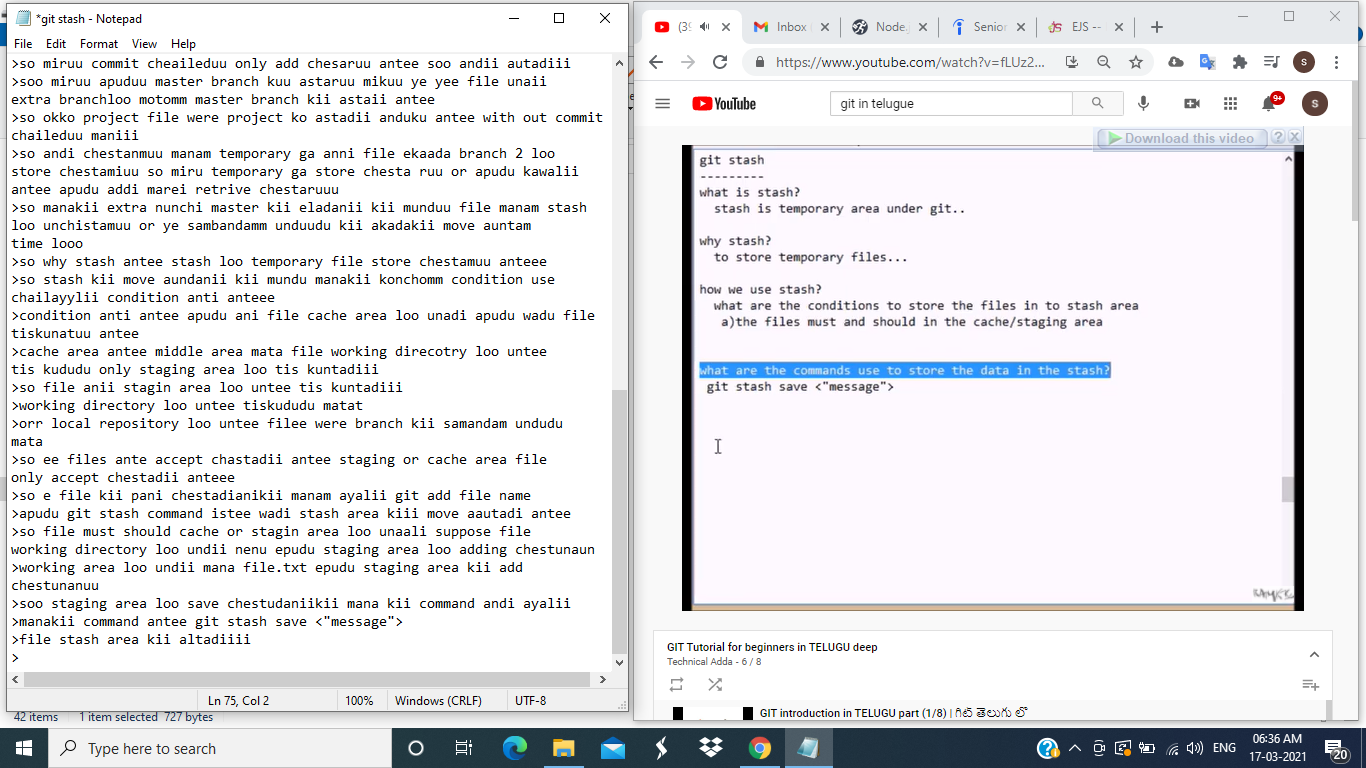 *git stash - Notepad
File Edit Format View Help
>so miruu commit cheaileduu only add chesaruu antee soo andii autadiii
>soo miruu apuduu master branch kuu astaruu mikuu ye yee file unaii
extra branchloo motomm master branch kii astaii antee
>so okko project file were project ko astadii anduku antee with out commit
chaileduu maniii
>so andi chestanmuu manam temporary ga anni file ekaada branch 2 loo
store chestamiuu so miru temporary ga store chesta ruu or apudu kawalii
antee apudu addi marei retrive chestaruuu
>so manakii extra nunchi master kii eladanii kii munduu file manam stash
loo unchistamuu or ye sambandamm unduudu kii akadakii move auntam
time looo
>so why stash antee stash loo temporary file store chestamuu anteee
>so stash kii move aundanii kii mundu manakii konchomm condition use
chailayylii condition anti anteee
>condition anti antee apudu ani file cache area loo unadi apudu wadu file
tiskunatuu antee
>cache area antee middle area mata file working direcotry loo untee
tis kududu only staging area loo tis kuntadiii
>so file anii stagin area loo untee tis kuntadiii
>working directory loo untee tiskududu matat
>orr local repository loo untee filee were branch kii samandam undudu
mata
>so ee files ante accept chastadii antee staging or cache area file
only accept chestadii anteee
>so e file kii pani chestadianikii manam ayalii git add file name
>apudu git stash command istee wadi stash area kiii move aautadi antee
>so file must should cache or stagin area loo unaali suppose file
working directory loo undii nenu epudu staging area loo adding chestunaun
>working area loo undii mana file.txt epudu staging area kii add
chestunanuu
>soo staging area loo save chestudaniikii mana kii command andi ayalii
>manakii command antee git stash save <"message">
>file stash area kii altadiiii
>
Ln 75, Col 2 100% Windows (CRLF) UTF-8
42 items 1 item selected 727 bytes
(39 Inbox Node. Senio EJS --
https://www.youtube.com/watch?v=fLUz2... S
YouTube git in telugue 9+ S
Download this video ? X
git stash
---------
what is stash?
stash is temporary area under git..
why stash?
to store temporary files...
how we use stash?
what are the conditions to store the files in to stash area
a)the files must and should in the cache/staging area
what are the commands use to store the data in the stash?
git stash save <"message">
GIT Tutorial for beginners in TELUGU deep
Technical Adda - 6 / 8
GIT introduction in TELUGU part (1/8) | గిట్ తెలుగు లో
Type here to search
ENG 06:36 AM
17-03-2021 20